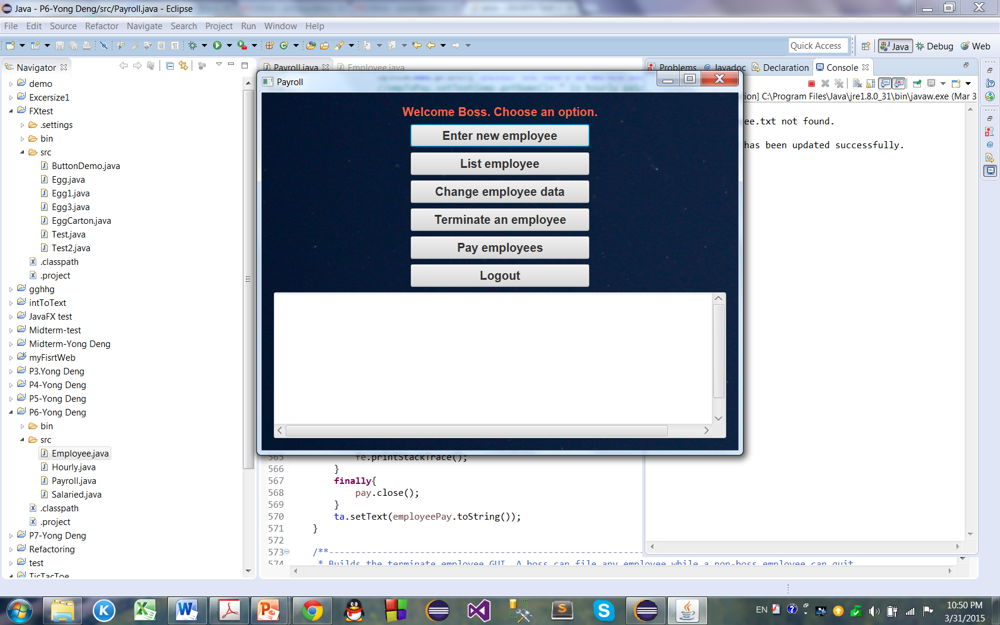 Java - P6-Yong Deng/src/Payroll.java - Eclipse
File Edit Source Refactor Navigate Search Project Run Window Help
Quick Access
Java
Debug
Web
Navigator
demo
Excersize1
FXtest
.settings
bin
src
ButtonDemo.java
Egg.java
Egg1.java
Egg3.java
EggCarton.java
Test.java
Test2.java
.classpath
.project
gghhg
intToText
JavaFX test
Midterm-test
Midterm-Yong Deng
myFisrtWeb
P3.Yong Deng
P4-Yong Deng
P5-Yong Deng
P6-Yong Deng
bin
src
Employee.java
Hourly.java
Payroll.java
Salaried.java
.classpath
.project
P7-Yong Deng
Refactoring
test
TicTacToe
Payroll.java
Employee.java
Payroll
Welcome Boss. Choose an option.
Enter new employee
List employee
Change employee data
Terminate an employee
Pay employees
Logout
565 fe.printStackTrace();
566 }
567 finally{
568 pay.close();
569 }
570 ta.setText(employeePay.toString());
571 }
572
573 /**------------------------------------------------------------
574 * Builds the terminate employee GUI. A boss can file any employee while a non-boss employee can quit
Problems @ Javadoc Declaration Console
tion] C:\Program Files\Java\jre1.8.0_31\bin\javaw.exe (Mar 3
ee.txt not found.
has been updated successfully.
EN
10:50 PM
3/31/2015